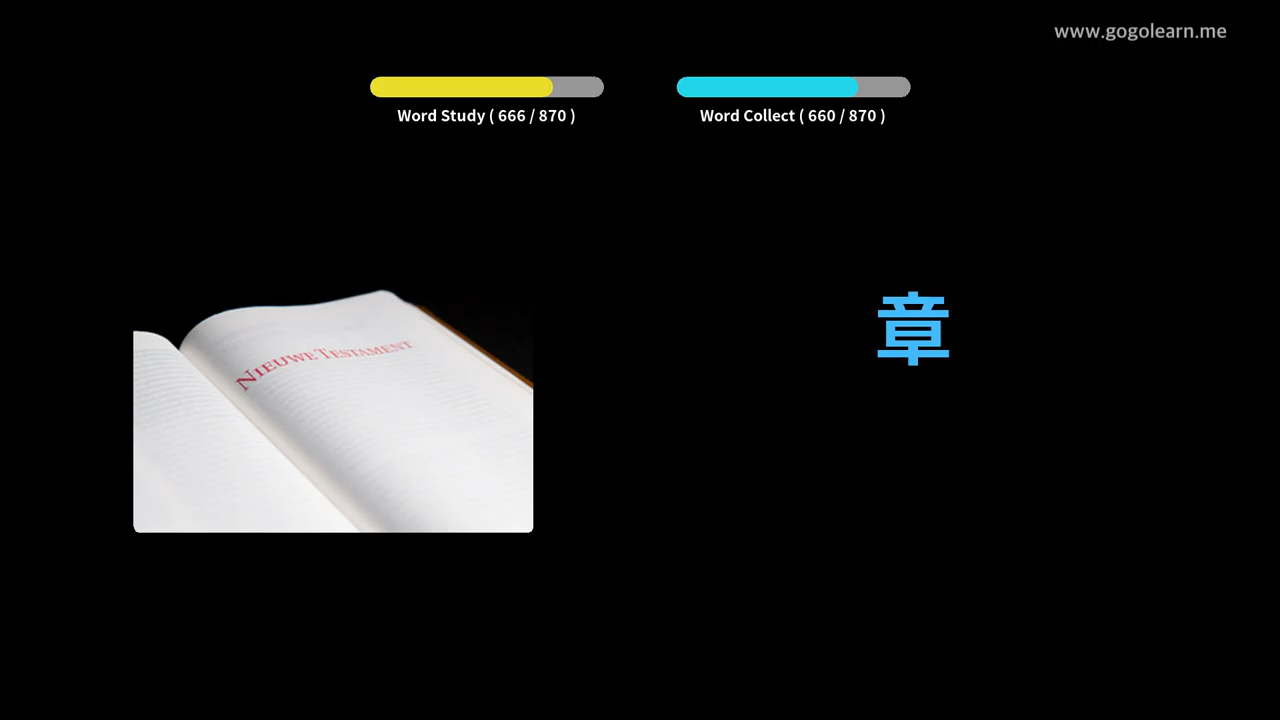 www.gogolearn.me
Word Study ( 666 / 870 )
Word Collect ( 660 / 870 )
NIEUWE TESTAMENT
章